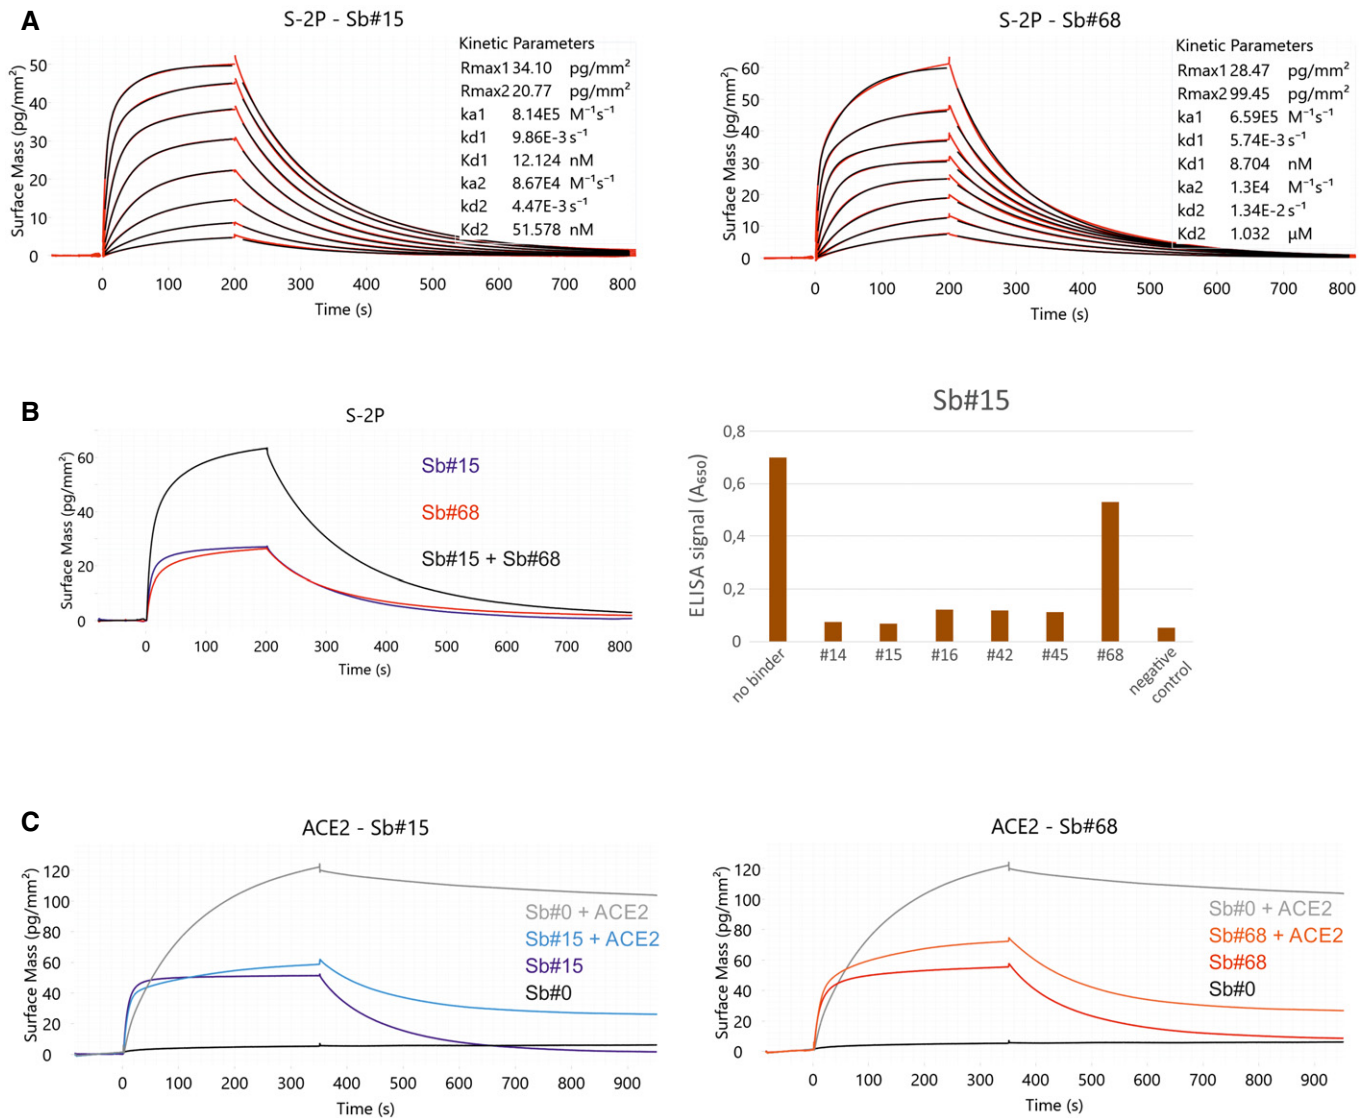 A
S-2P - Sb#15
Kinetic Parameters
Rmax1 34.10 pg/mm²
Rmax2 20.77 pg/mm²
ka1 8.14E5 M⁻¹s⁻¹
kd1 9.86E-3 s⁻¹
Kd1 12.124 nM
ka2 8.67E4 M⁻¹s⁻¹
kd2 4.47E-3 s⁻¹
Kd2 51.578 nM
Surface Mass (pg/mm²)
50
40
30
20
10
0
0 100 200 300 400 500 600 700 800
Time (s)
S-2P - Sb#68
Kinetic Parameters
Rmax1 28.47 pg/mm²
Rmax2 99.45 pg/mm²
ka1 6.59E5 M⁻¹s⁻¹
kd1 5.74E-3 s⁻¹
Kd1 8.704 nM
ka2 1.3E4 M⁻¹s⁻¹
kd2 1.34E-2 s⁻¹
Kd2 1.032 µM
Surface Mass (pg/mm²)
60
50
40
30
20
10
0
0 100 200 300 400 500 600 700 800
Time (s)
B
S-2P
Sb#15
Sb#68
Sb#15 + Sb#68
Surface Mass (pg/mm²)
60
40
20
0
0 100 200 300 400 500 600 700 800
Time (s)
Sb#15
ELISA signal (A₆₅₀)
0,8
0,6
0,4
0,2
0
no binder #14 #15 #16 #42 #45 #68 negative control
C
ACE2 - Sb#15
Sb#0 + ACE2
Sb#15 + ACE2
Sb#15
Sb#0
Surface Mass (pg/mm²)
120
100
80
60
40
20
0
0 100 200 300 400 500 600 700 800 900
Time (s)
ACE2 - Sb#68
Sb#0 + ACE2
Sb#68 + ACE2
Sb#68
Sb#0
Surface Mass (pg/mm²)
120
100
80
60
40
20
0
0 100 200 300 400 500 600 700 800 900
Time (s)